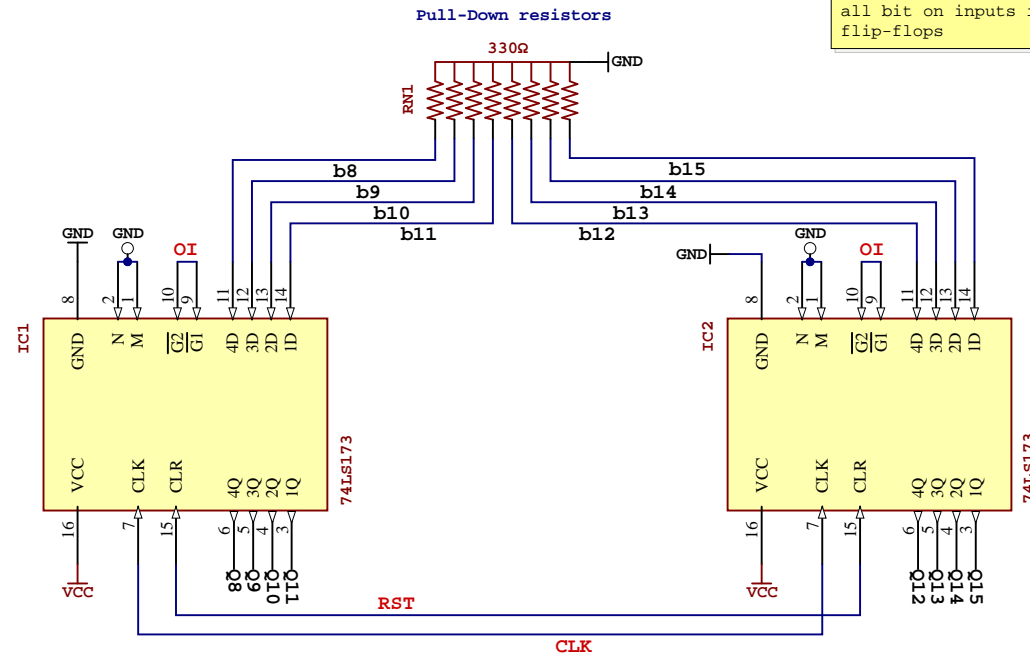 Pull-Down resistors
all bit on inputs
flip-flops
330Ω
GND
RN1
b8
b9
b10
b11
b15
b14
b13
b12
GND
GND
OI
GND
GND
OI
8
2
1
10
9
11
12
13
14
8
2
1
10
9
11
12
13
14
IC1
GND
N
M
G2
G1
4D
3D
2D
1D
IC2
GND
N
M
G2
G1
4D
3D
2D
1D
VCC
CLK
CLR
4Q
3Q
2Q
1Q
74LS173
VCC
CLK
CLR
4Q
3Q
2Q
1Q
74LS173
16
7
15
6
5
4
3
16
7
15
6
5
4
3
VCC
Q8
Q9
Q10
Q11
VCC
Q12
Q13
Q14
Q15
RST
CLK